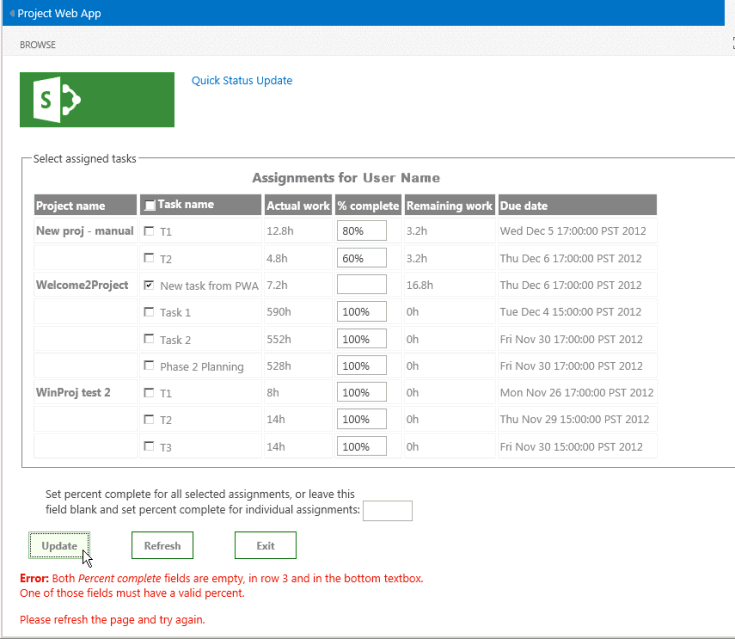 Project Web App
BROWSE
S
Quick Status Update
Select assigned tasks
Assignments for User Name
Project name Task name Actual work % complete Remaining work Due date
New proj - manual T1 12.8h 80% 3.2h Wed Dec 5 17:00:00 PST 2012
T2 4.8h 60% 3.2h Thu Dec 6 17:00:00 PST 2012
Welcome2Project New task from PWA 7.2h 16.8h Thu Dec 6 17:00:00 PST 2012
Task 1 590h 100% 0h Tue Dec 4 15:00:00 PST 2012
Task 2 552h 100% 0h Fri Nov 30 17:00:00 PST 2012
Phase 2 Planning 528h 100% 0h Fri Nov 30 17:00:00 PST 2012
WinProj test 2 T1 8h 100% 0h Mon Nov 26 17:00:00 PST 2012
T2 14h 100% 0h Thu Nov 29 15:00:00 PST 2012
T3 14h 100% 0h Fri Nov 30 15:00:00 PST 2012
Set percent complete for all selected assignments, or leave this
field blank and set percent complete for individual assignments:
Update Refresh Exit
Error: Both Percent complete fields are empty, in row 3 and in the bottom textbox.
One of those fields must have a valid percent.
Please refresh the page and try again.